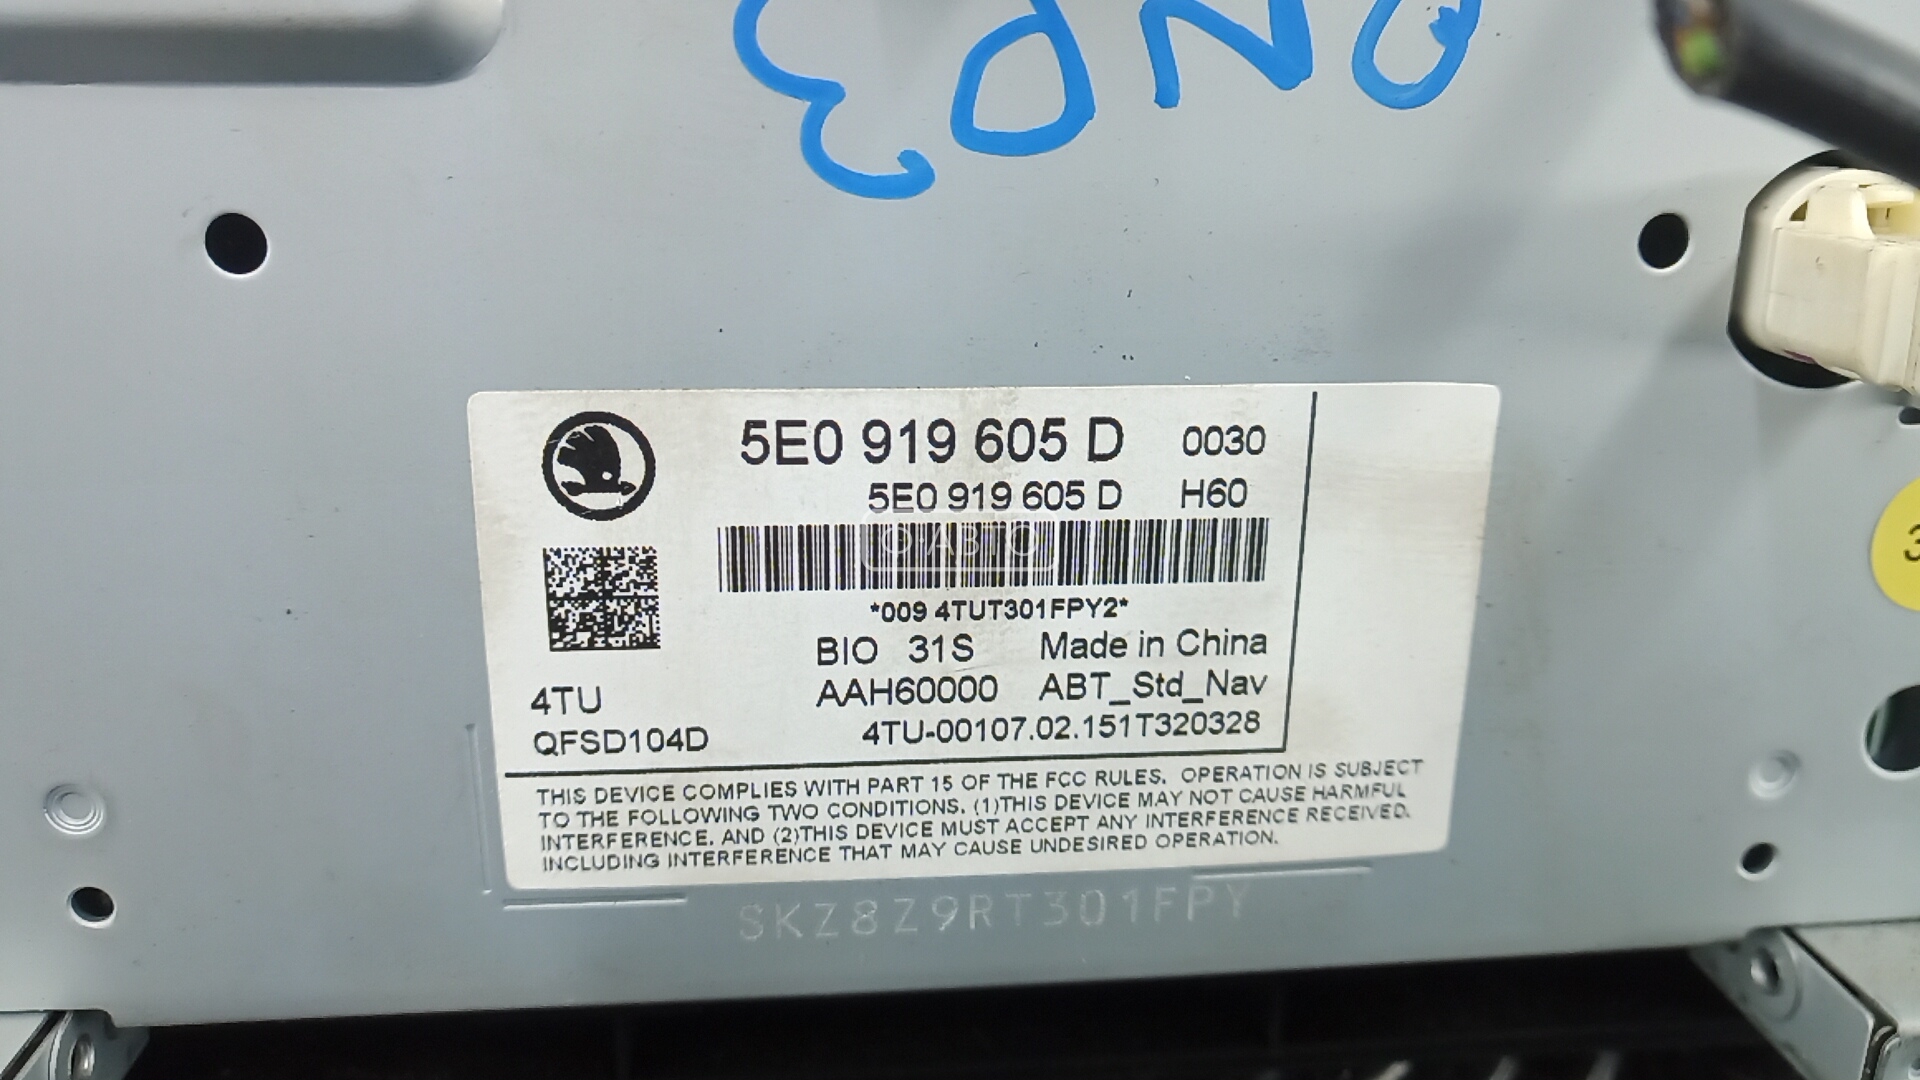 5E0 919 605 D 0030
5E0 919 605 D H60
О-АВТО
*009 4TUT301FPY2*
BIO 31S Made in China
4TU AAH60000 ABT_Std_Nav
QFSD104D 4TU-00107.02.151T320328
THIS DEVICE COMPLIES WITH PART 15 OF THE FCC RULES. OPERATION IS SUBJECT
TO THE FOLLOWING TWO CONDITIONS. (1)THIS DEVICE MAY NOT CAUSE HARMFUL
INTERFERENCE. AND (2)THIS DEVICE MUST ACCEPT ANY INTERFERENCE RECEIVED.
INCLUDING INTERFERENCE THAT MAY CAUSE UNDESIRED OPERATION.
SKZ8Z9RT301FPY